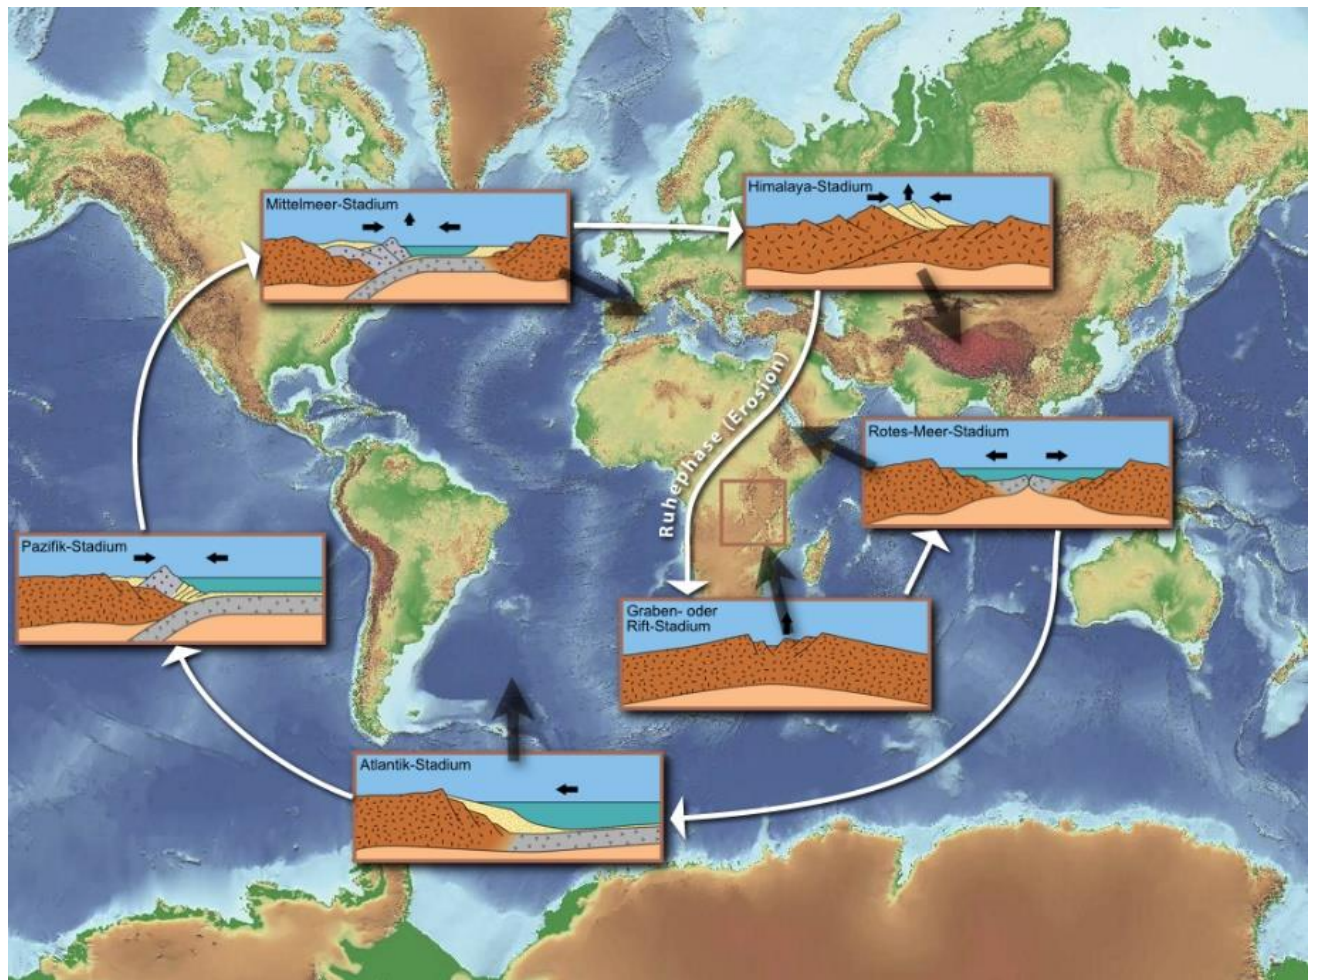 Mittelmeer-Stadium
Himalaya-Stadium
Ruhephase (Erosion)
Rotes-Meer-Stadium
Pazifik-Stadium
Graben- oder
Rift-Stadium
Atlantik-Stadium